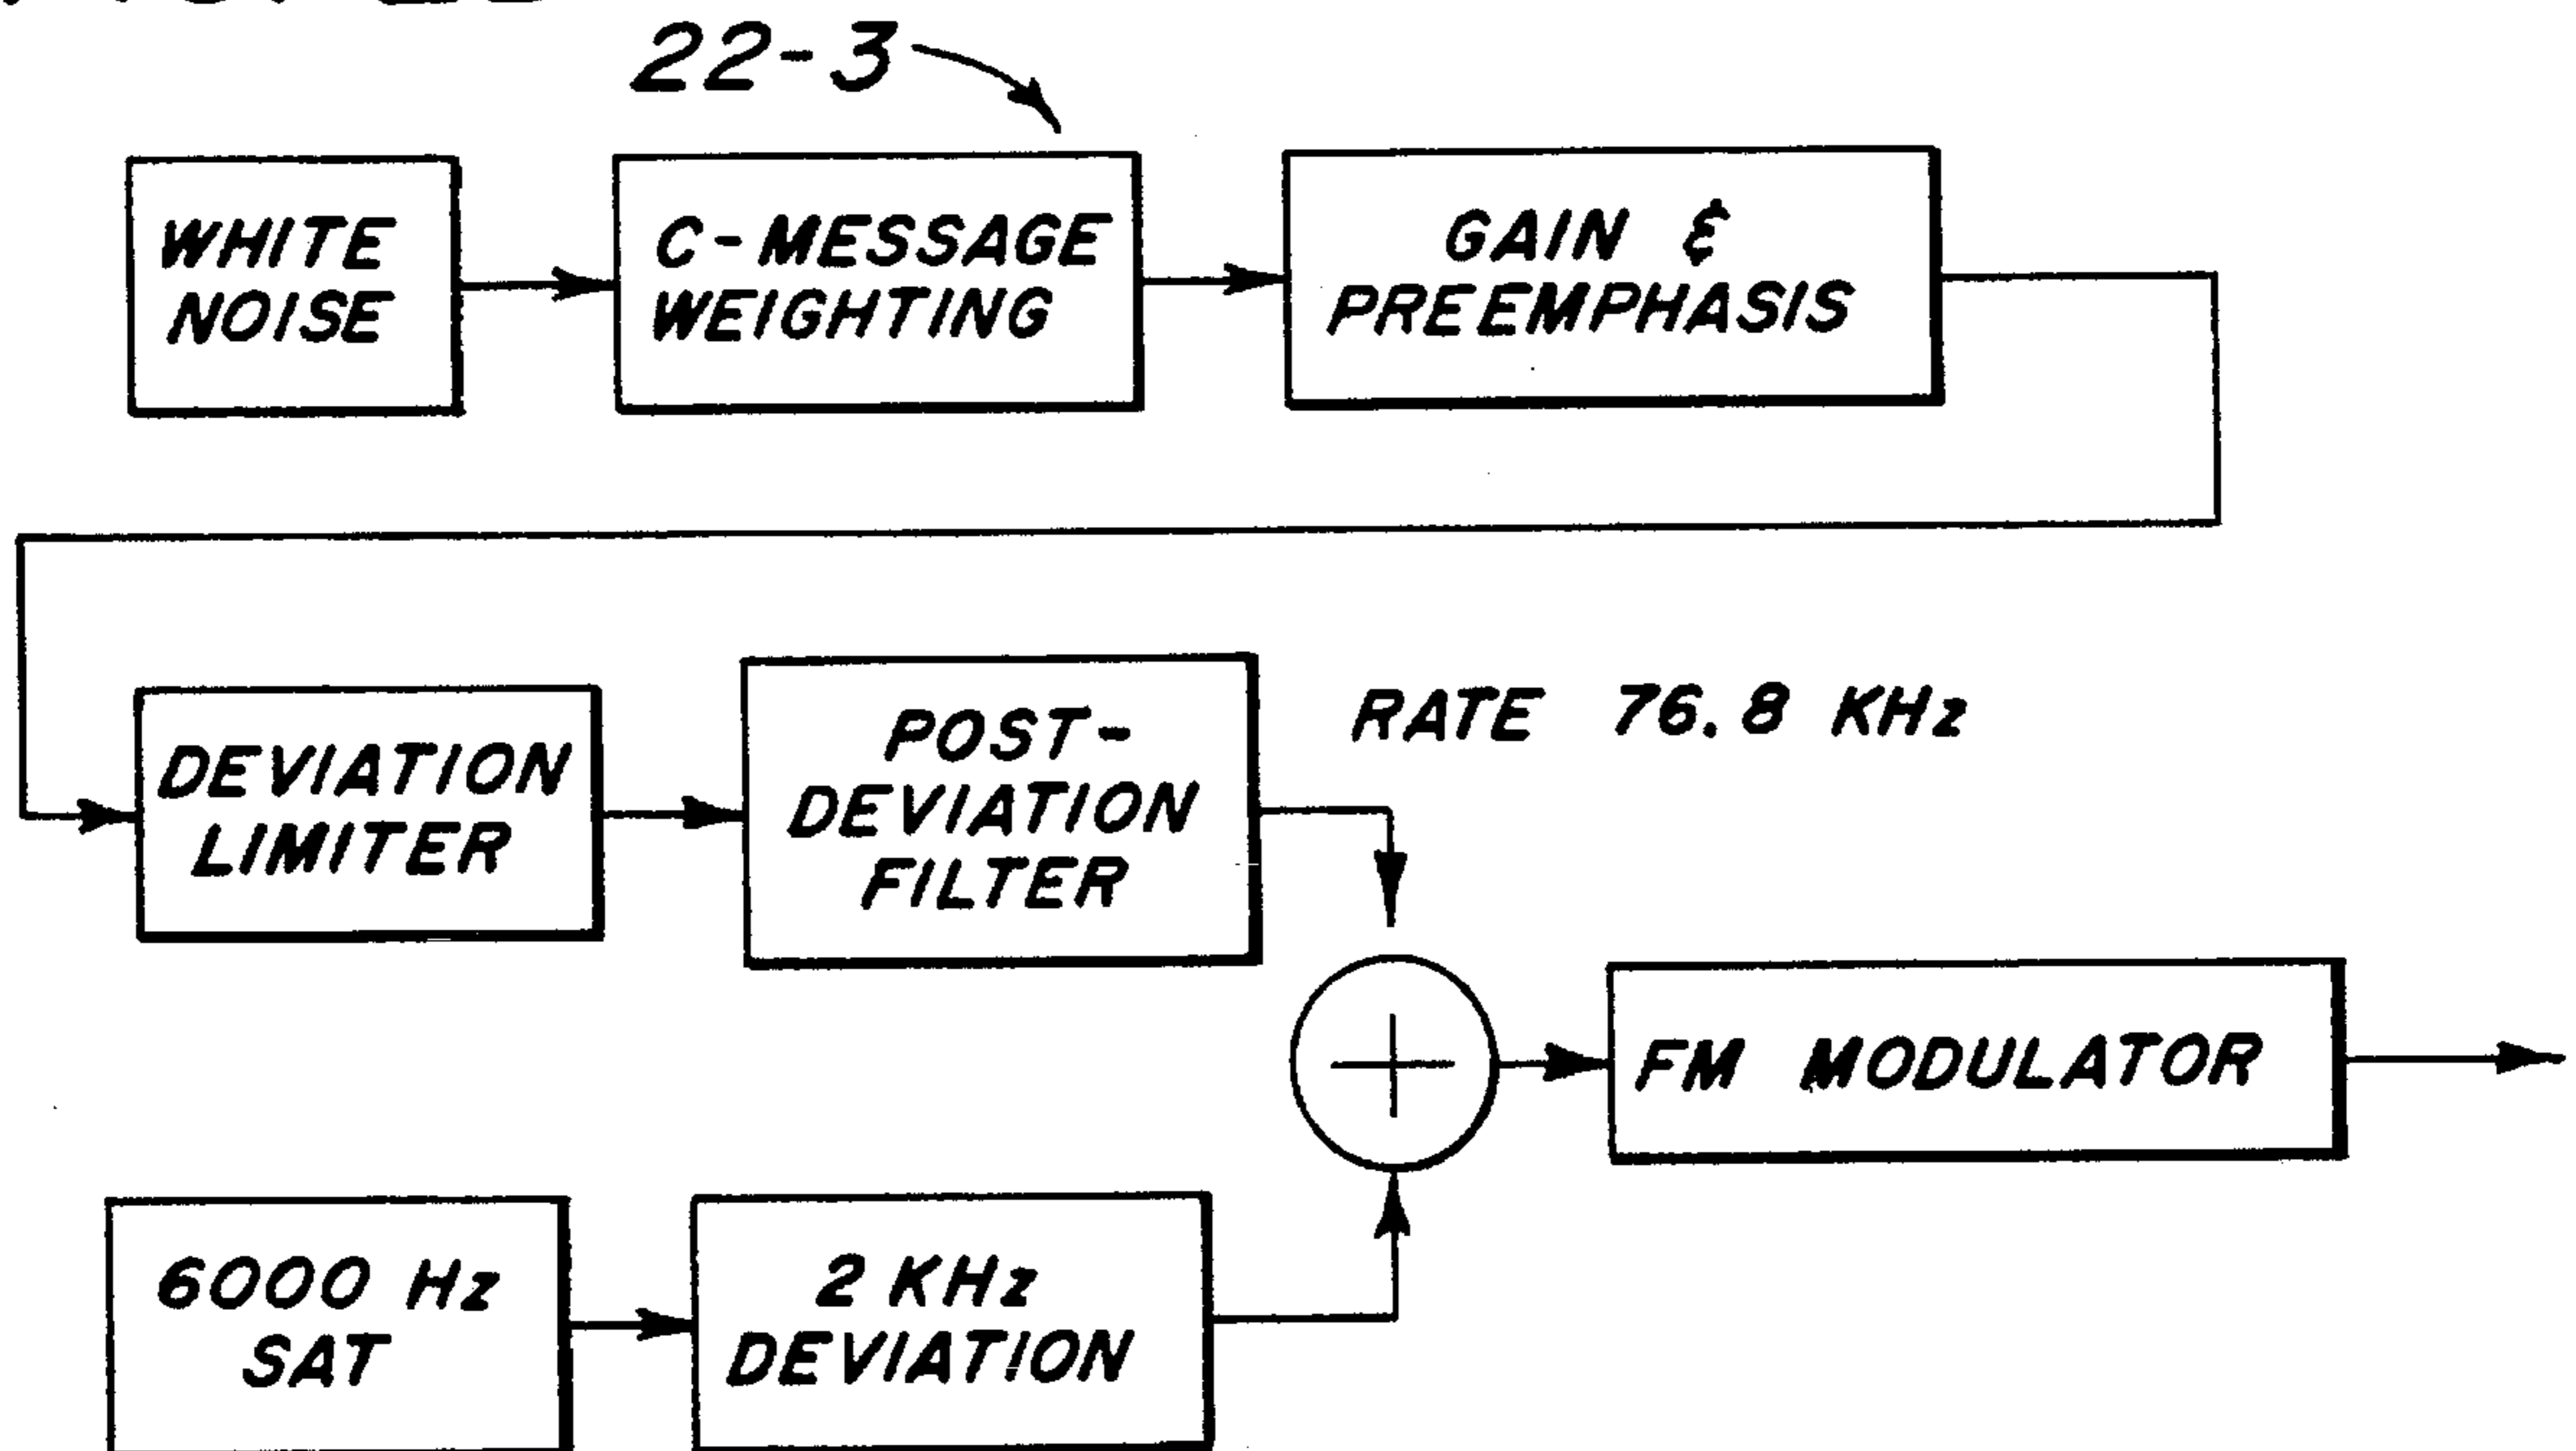 22-3
WHITE
NOISE
C-MESSAGE
WEIGHTING
GAIN &
PREEMPHASIS
DEVIATION
LIMITER
POST-
DEVIATION
FILTER
RATE 76.8 KHz
FM MODULATOR
6000 Hz
SAT
2 KHz
DEVIATION